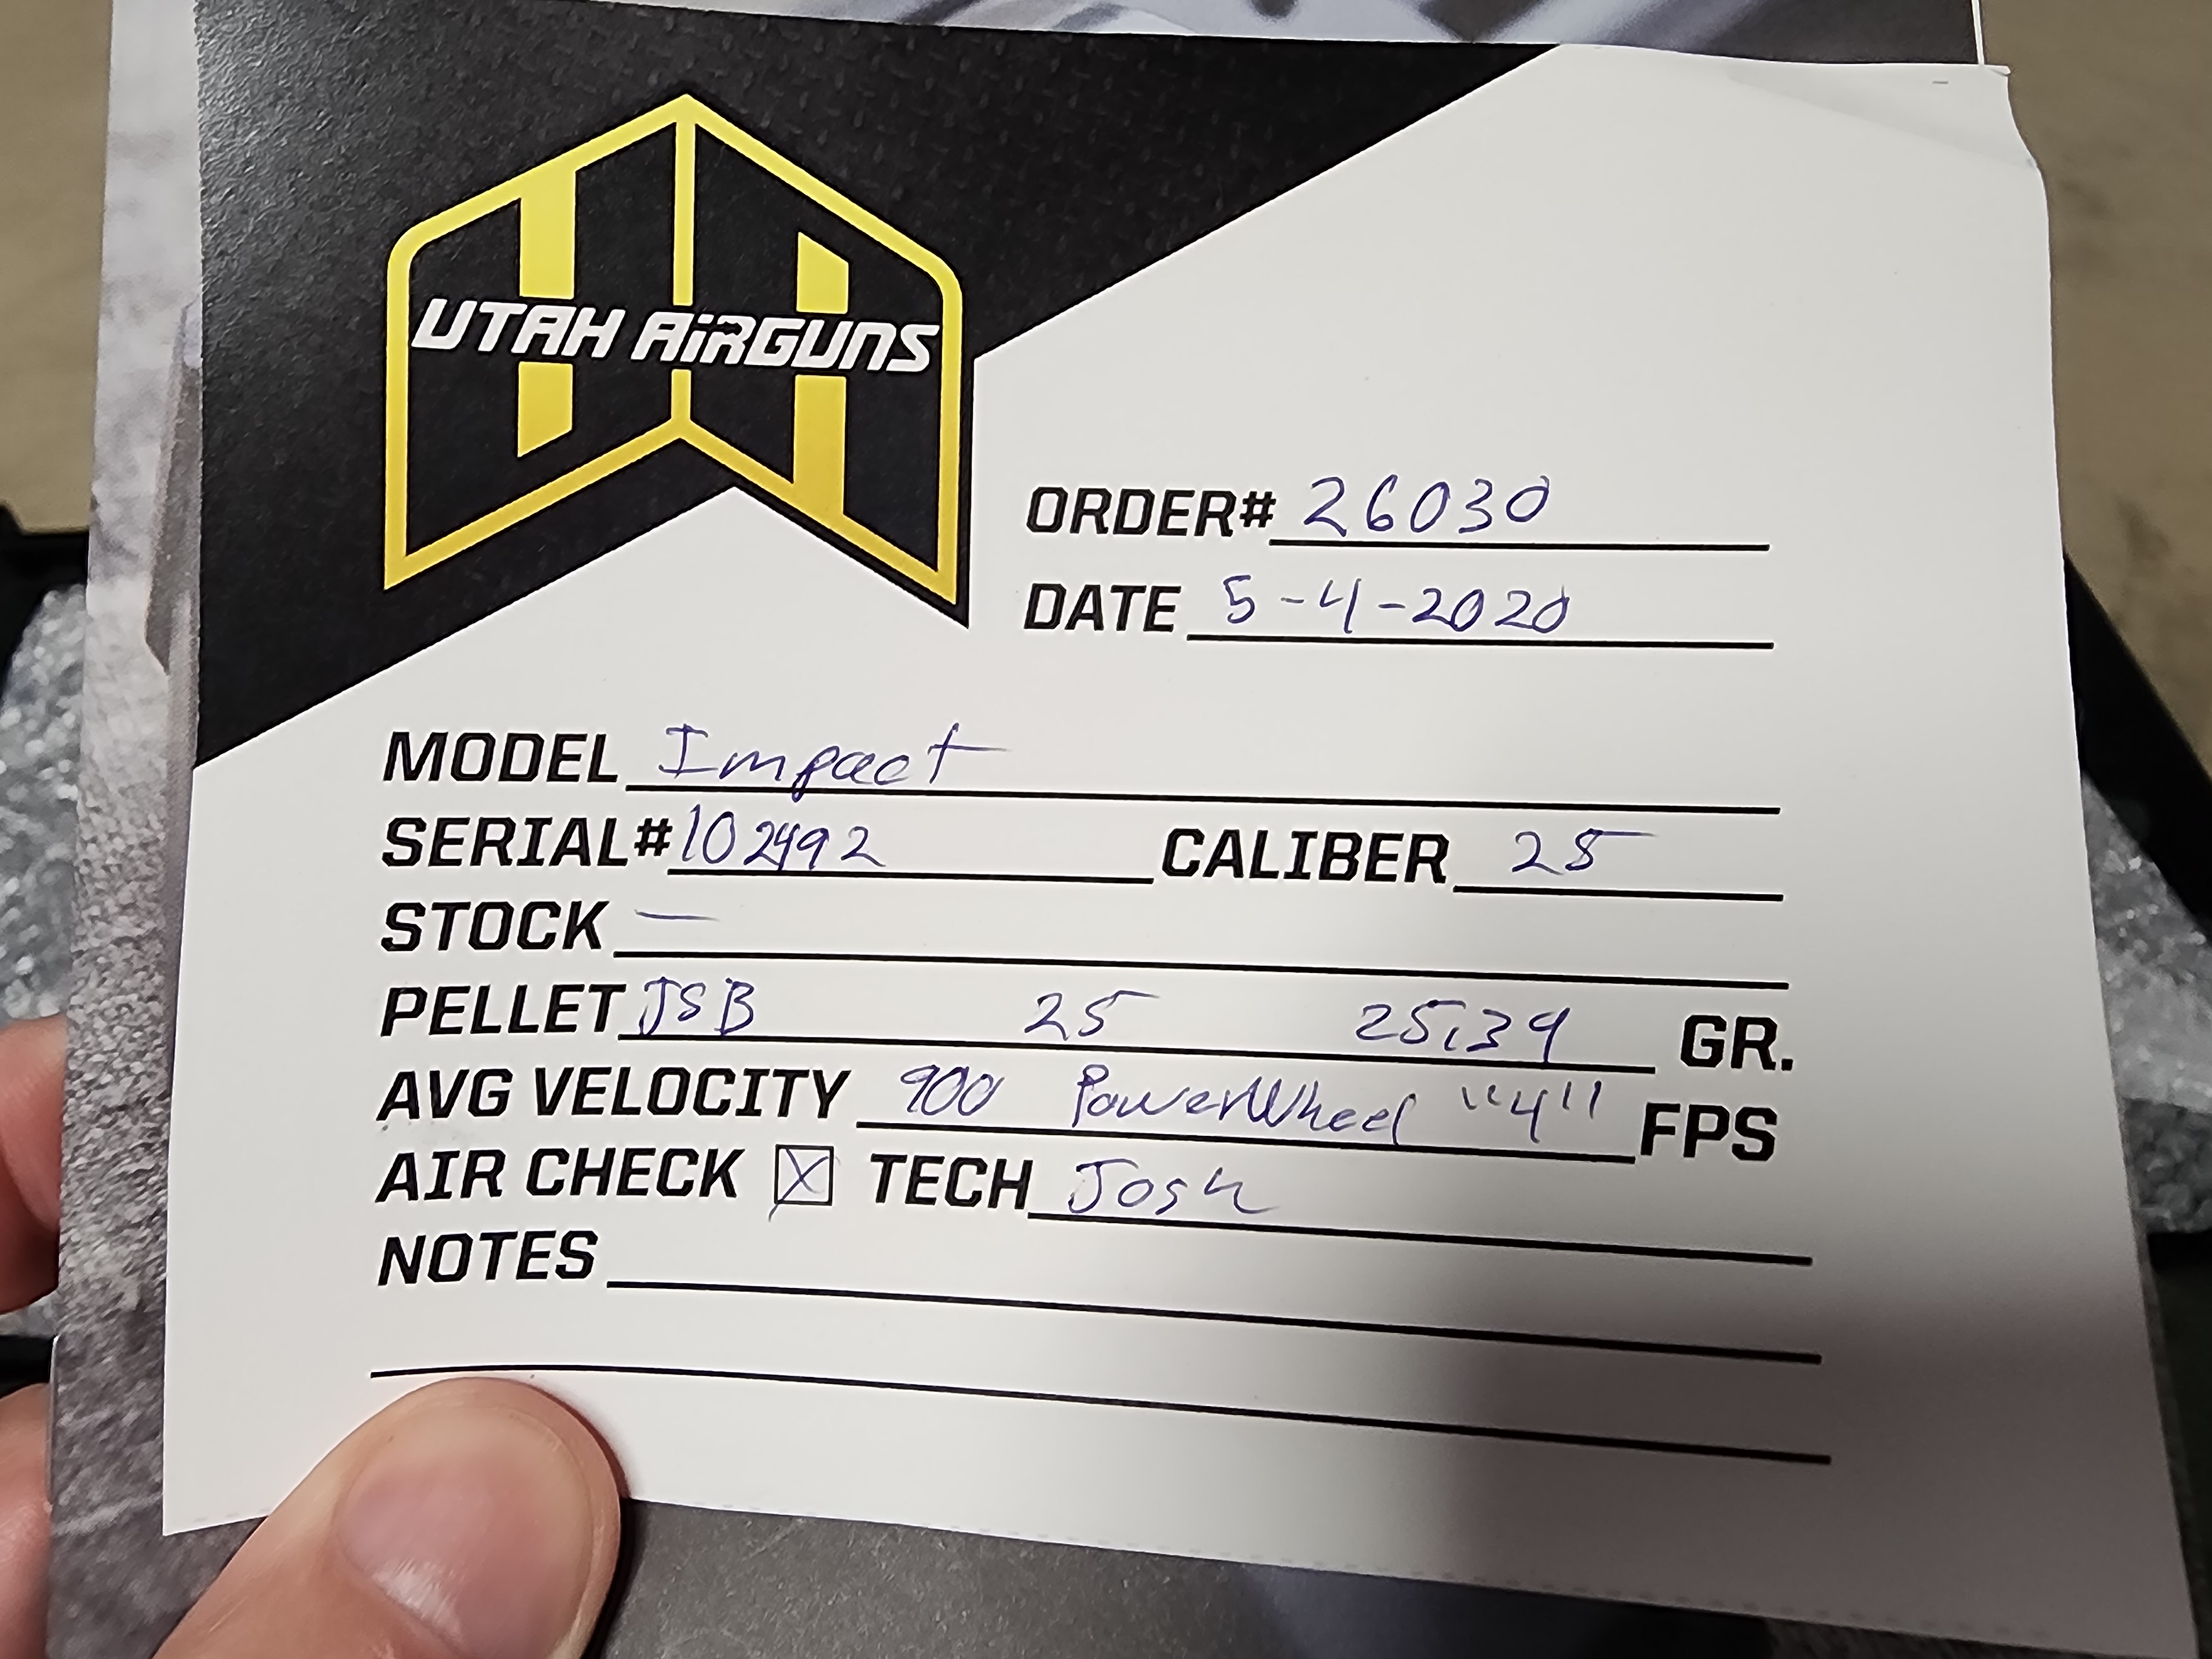 UTAH AiRGUNS
ORDER# 26030
DATE 5-4-2020
MODEL Impact
SERIAL# 102492 CALIBER 25
STOCK —
PELLET JSB 25 25.39 GR.
AVG VELOCITY 900 PowerWheel "4" FPS
AIR CHECK X TECH Josh
NOTES